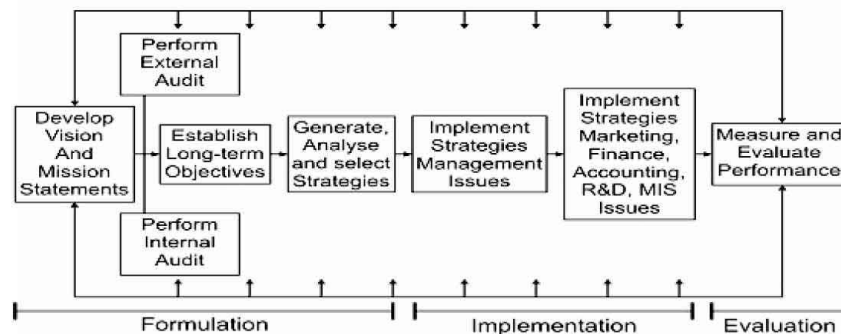 Perform
External
Audit
Develop
Vision
And
Mission
Statements
Establish
Long-term
Objectives
Generate,
Analyse
and select
Strategies
Implement
Strategies
Management
Issues
Implement
Strategies
Marketing,
Finance,
Accounting,
R&D, MIS
Issues
Measure and
Evaluate
Performance
Perform
Internal
Audit
Formulation
Implementation
Evaluation